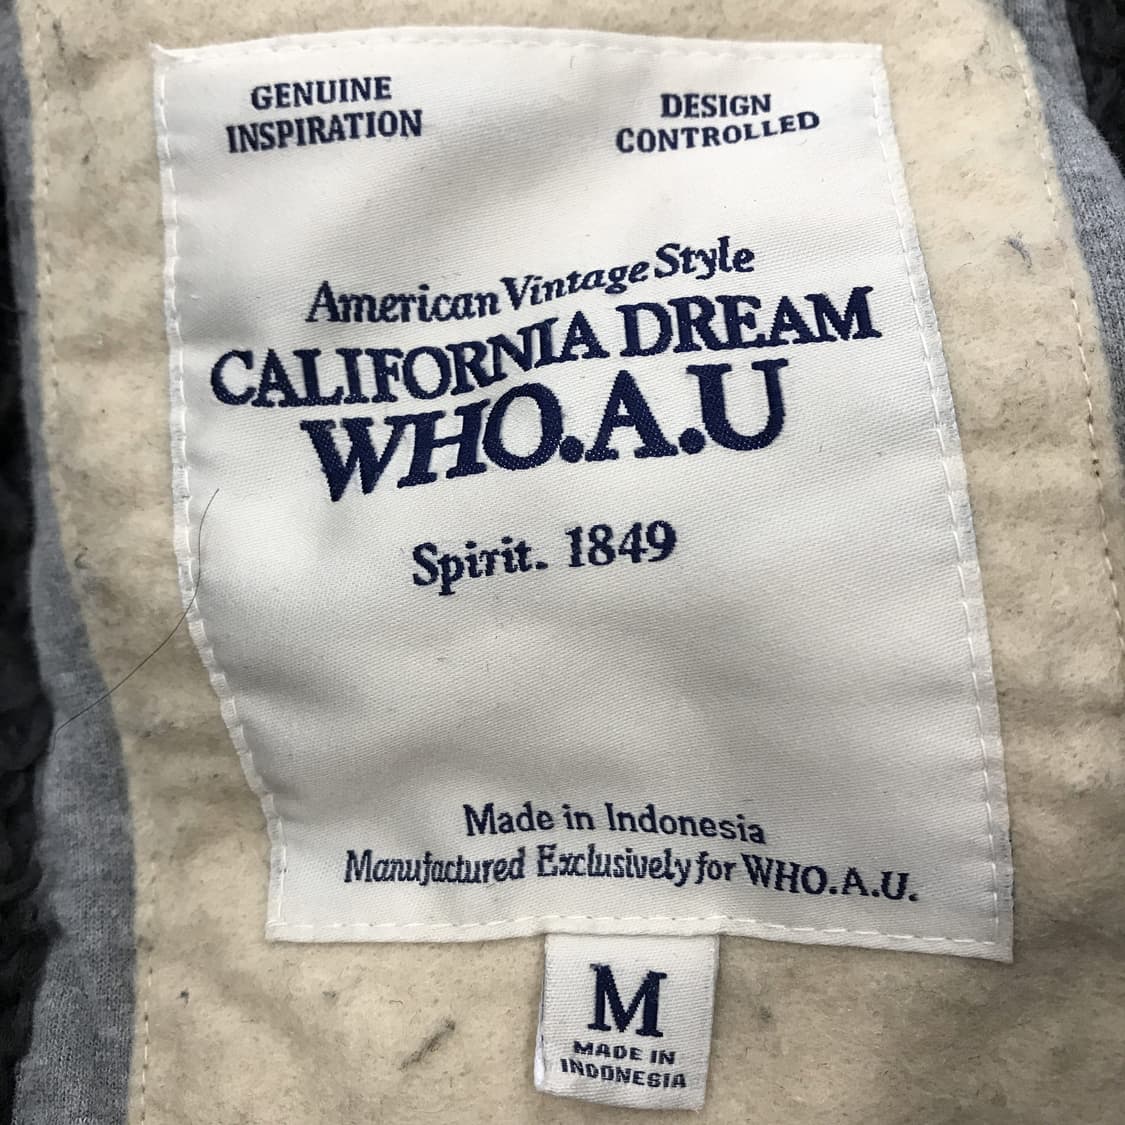 GENUINE
INSPIRATION
DESIGN
CONTROLLED
American Vintage Style
CALIFORNIA DREAM
WHO.A.U
Spirit. 1849
Made in Indonesia
Manufactured Exclusively for WHO.A.U.
M
MADE IN
INDONESIA